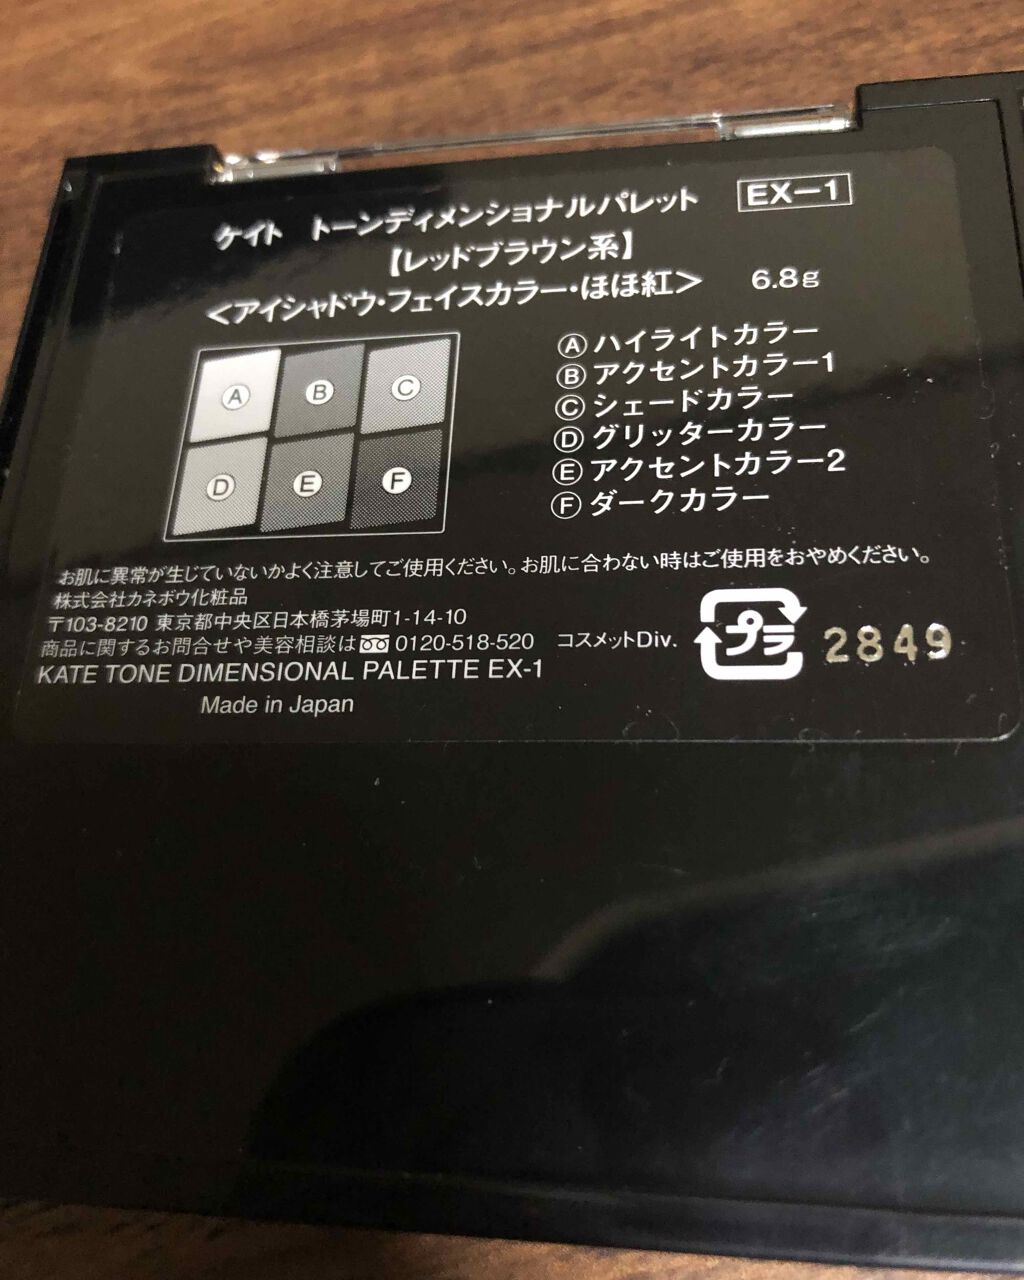 ケイト トーンディメンショナルパレット EX－1
【レッドブラウン系】
＜アイシャドウ・フェイスカラー・ほほ紅＞ 6.8g
A B C
D E F
Ⓐハイライトカラー
Ⓑアクセントカラー1
Ⓒシェードカラー
Ⓓグリッターカラー
Ⓔアクセントカラー2
Ⓕダークカラー
お肌に異常が生じていないかよく注意してご使用ください。お肌に合わない時はご使用をおやめください。
株式会社カネボウ化粧品
〒103-8210 東京都中央区日本橋茅場町1-14-10
商品に関するお問合せや美容相談は 0120-518-520 コスメットDiv.
プラ 2849
KATE TONE DIMENSIONAL PALETTE EX-1
Made in Japan